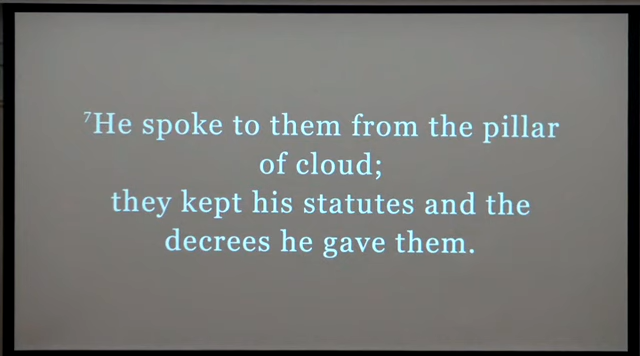 ⁷He spoke to them from the pillar
of cloud;
they kept his statutes and the
decrees he gave them.